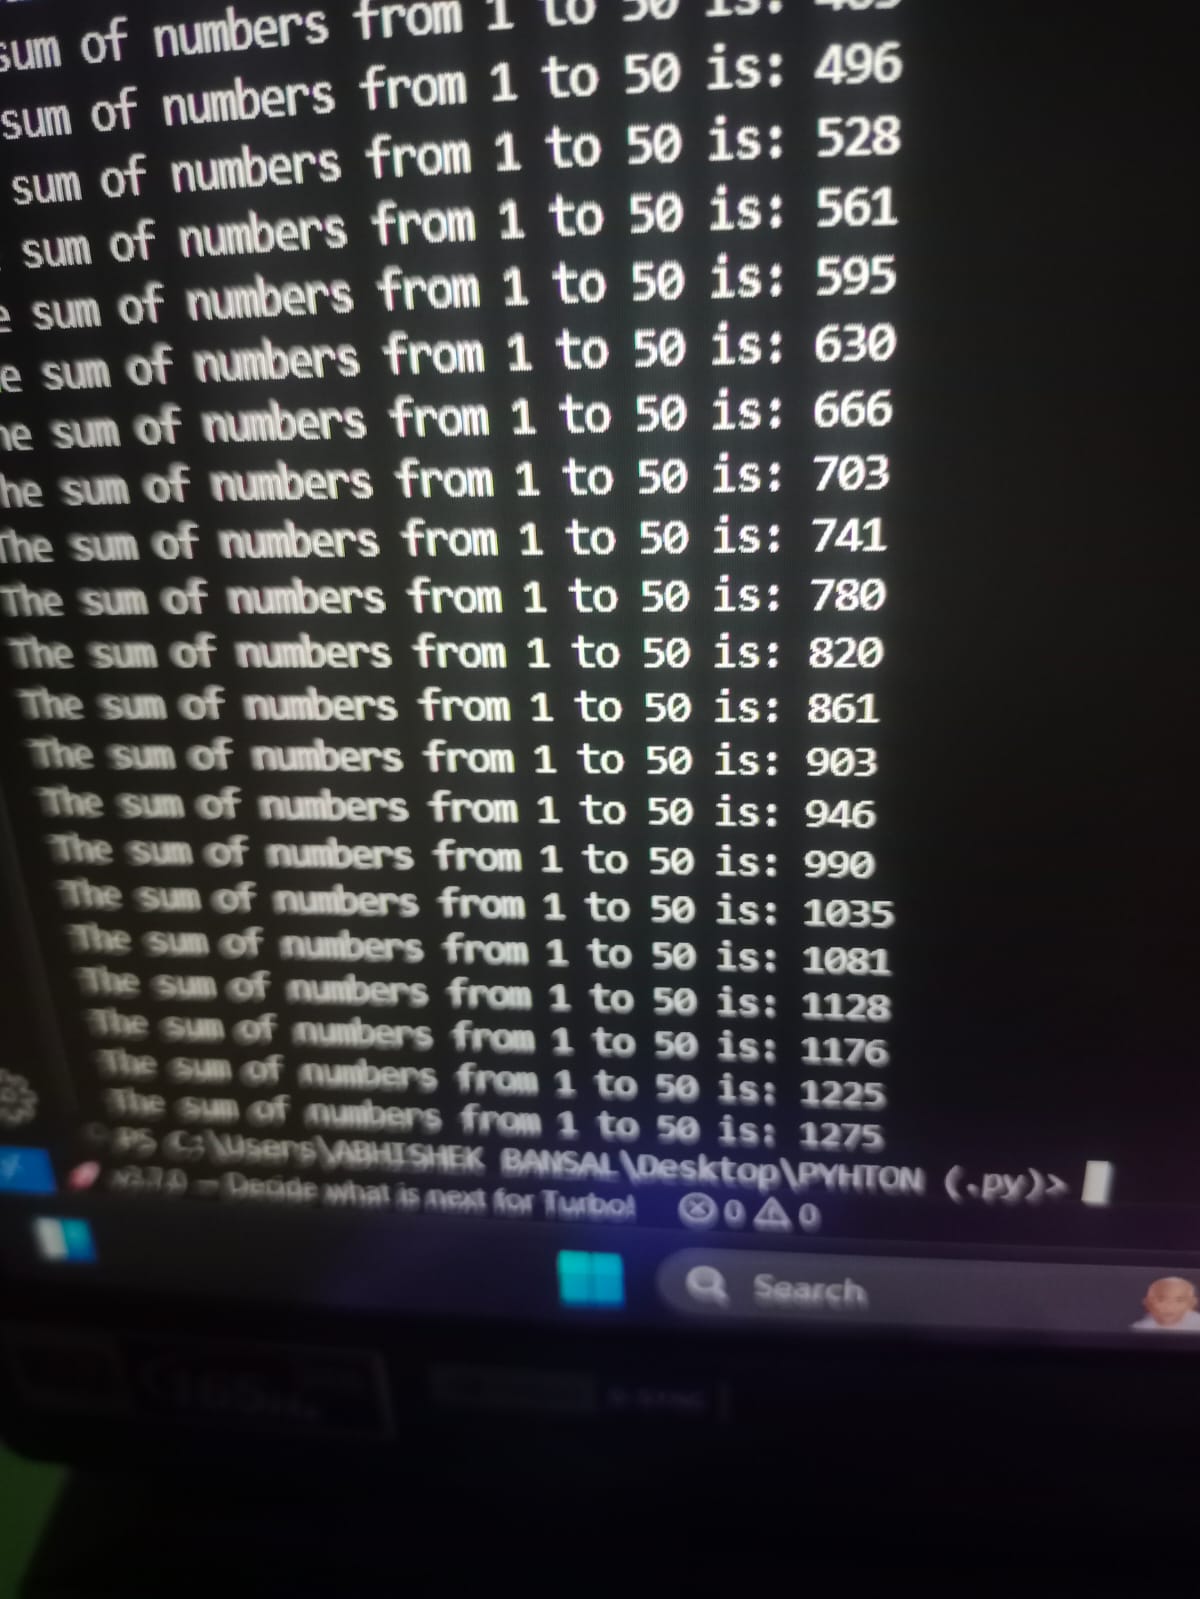 sum of numbers from 1 to 50 is: 465
sum of numbers from 1 to 50 is: 496
sum of numbers from 1 to 50 is: 528
sum of numbers from 1 to 50 is: 561
e sum of numbers from 1 to 50 is: 595
e sum of numbers from 1 to 50 is: 630
he sum of numbers from 1 to 50 is: 666
he sum of numbers from 1 to 50 is: 703
The sum of numbers from 1 to 50 is: 741
The sum of numbers from 1 to 50 is: 780
The sum of numbers from 1 to 50 is: 820
The sum of numbers from 1 to 50 is: 861
The sum of numbers from 1 to 50 is: 903
The sum of numbers from 1 to 50 is: 946
The sum of numbers from 1 to 50 is: 990
The sum of numbers from 1 to 50 is: 1035
The sum of numbers from 1 to 50 is: 1081
The sum of numbers from 1 to 50 is: 1128
The sum of numbers from 1 to 50 is: 1176
The sum of numbers from 1 to 50 is: 1225
The sum of numbers from 1 to 50 is: 1275
PS C:\Users\ABHISHEK BANSAL\Desktop\PYHTON (.py)>
v2.7.0 — Decide what is next for Turbo! 0 0
Search